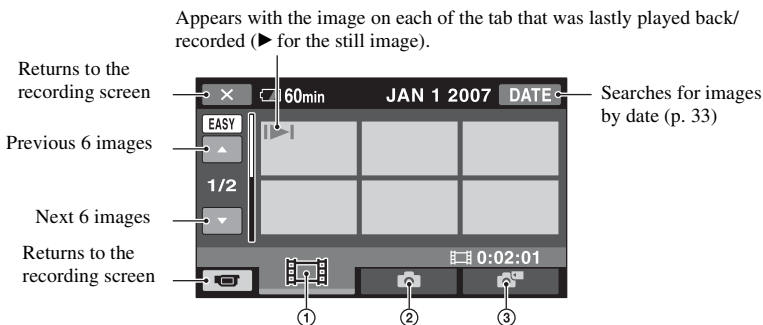 Appears with the image on each of the tab that was lastly played back/
recorded (▶ for the still image).
Returns to the
recording screen
60min
JAN 1 2007
DATE
Searches for images
by date (p. 33)
EASY
Previous 6 images
1/2
Next 6 images
Returns to the
recording screen
0:02:01
① ② ③